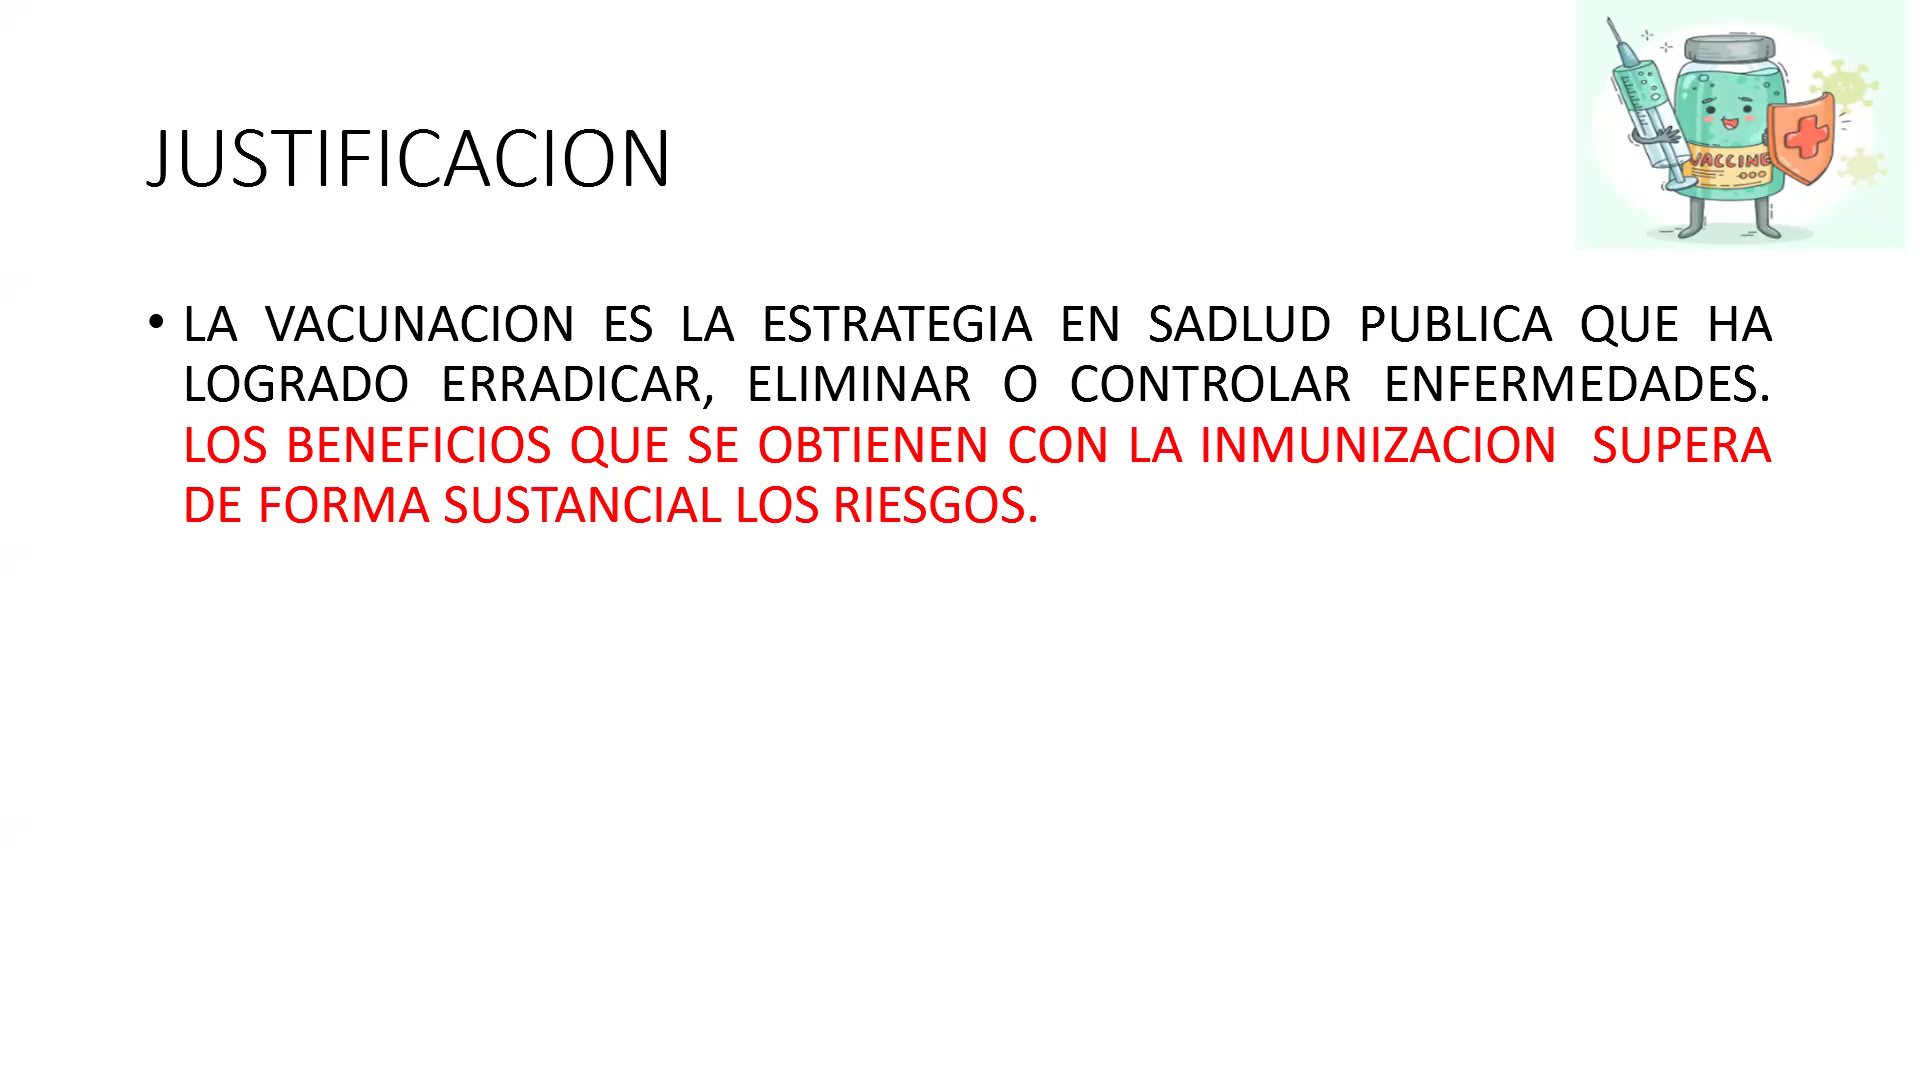 JUSTIFICACION
VACCINE
• LA VACUNACION ES LA ESTRATEGIA EN SADLUD PUBLICA QUE HA
LOGRADO ERRADICAR, ELIMINAR O CONTROLAR ENFERMEDADES.
LOS BENEFICIOS QUE SE OBTIENEN CON LA INMUNIZACION SUPERA
DE FORMA SUSTANCIAL LOS RIESGOS.